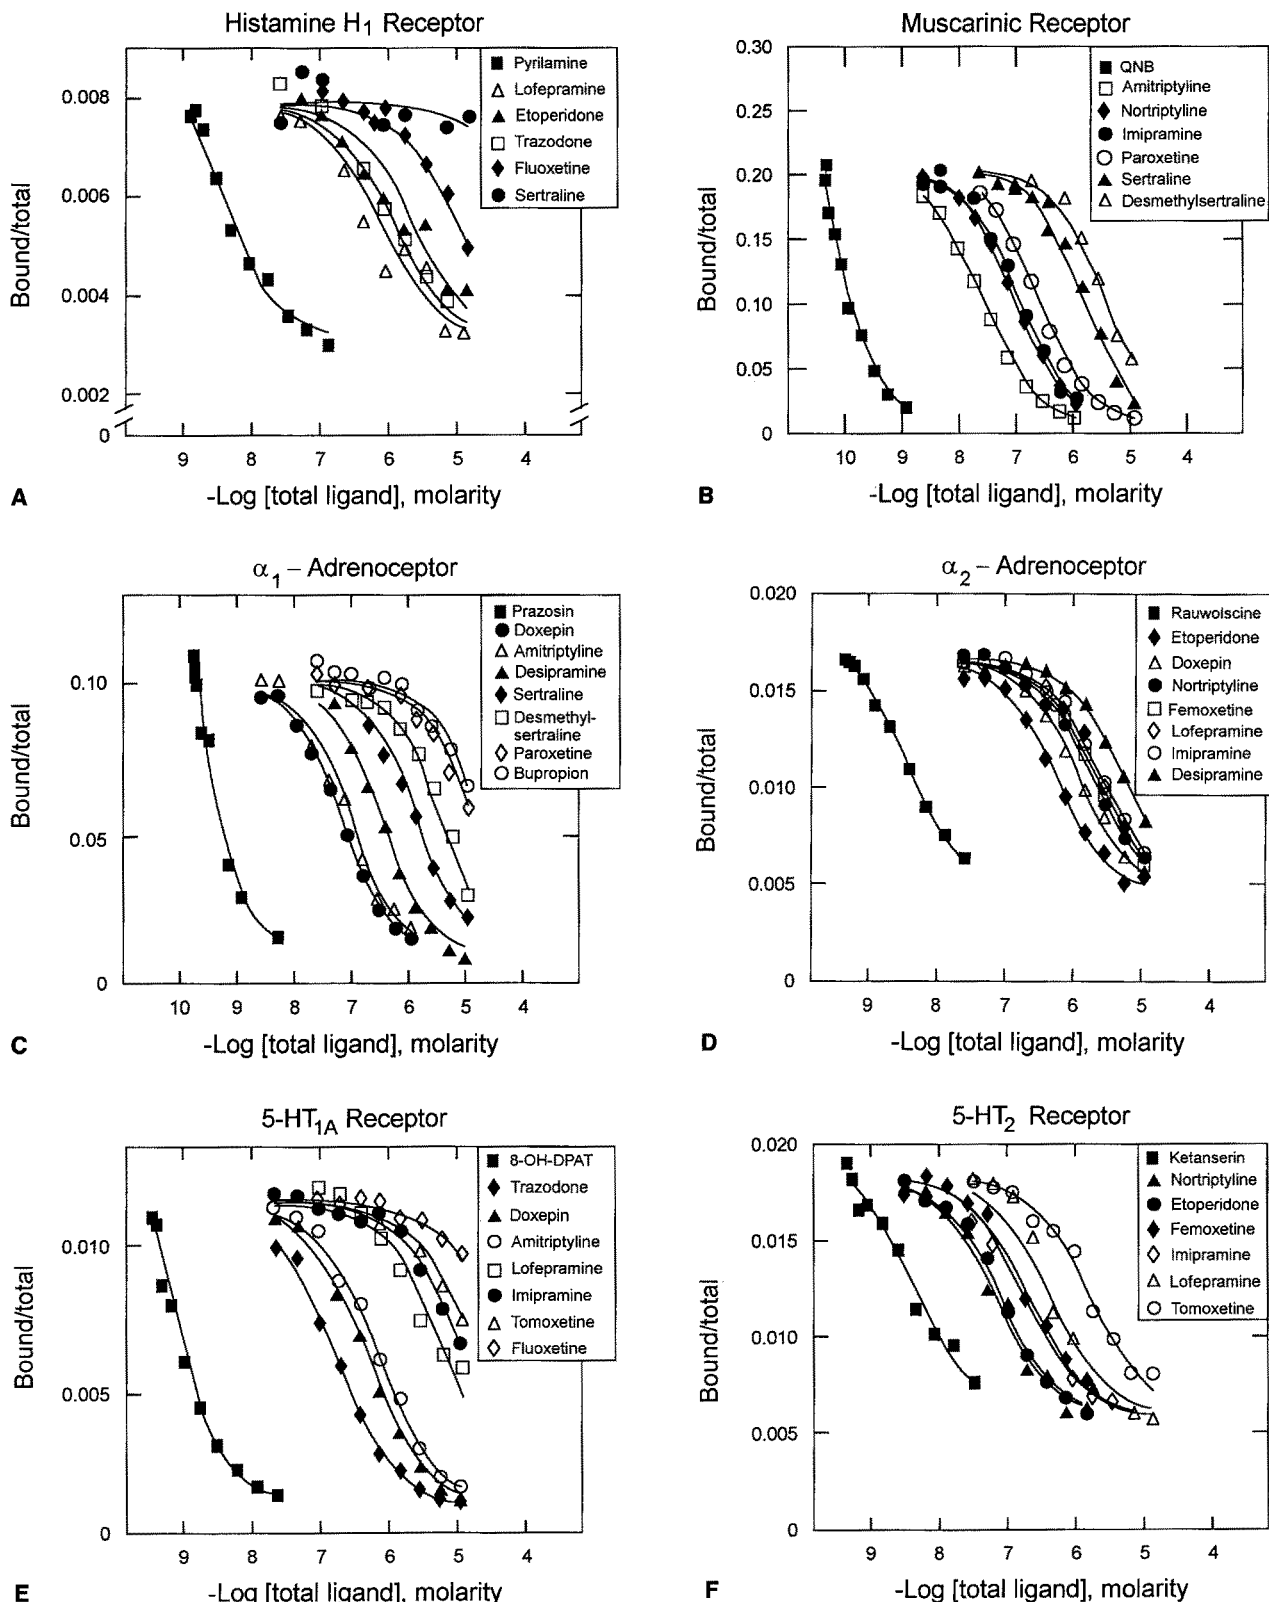 Histamine H1 Receptor
0.008
0.006
0.004
0.002
0
Bound/total
9 8 7 6 5 4
-Log [total ligand], molarity
A
Pyrilamine
Lofepramine
Etoperidone
Trazodone
Fluoxetine
Sertraline
Muscarinic Receptor
0.30
0.25
0.20
0.15
0.00
0.05
0
Bound/total
10 9 8 7 6 5 4
-Log [total ligand], molarity
B
QNB
Amitriptyline
Nortriptyline
Imipramine
Paroxetine
Sertraline
Desmethylsertraline
α1 – Adrenoceptor
0.10
0.05
0
Bound/total
10 9 8 7 6 5 4
-Log [total ligand], molarity
C
Prazosin
Doxepin
Amitriptyline
Desipramine
Sertraline
Desmethyl-
sertraline
Paroxetine
Bupropion
α2 – Adrenoceptor
0.020
0.015
0.010
0.005
0
Bound/total
9 8 7 6 5 4
-Log [total ligand], molarity
D
Rauwolscine
Etoperidone
Doxepin
Nortriptyline
Femoxetine
Lofepramine
Imipramine
Desipramine
5-HT1A Receptor
0.010
0.005
0
Bound/total
9 8 7 6 5 4
-Log [total ligand], molarity
E
8-OH-DPAT
Trazodone
Doxepin
Amitriptyline
Lofepramine
Imipramine
Tomoxetine
Fluoxetine
5-HT2 Receptor
0.020
0.015
0.010
0.005
0
Bound/total
9 8 7 6 5 4
-Log [total ligand], molarity
F
Ketanserin
Nortriptyline
Etoperidone
Femoxetine
Imipramine
Lofepramine
Tomoxetine